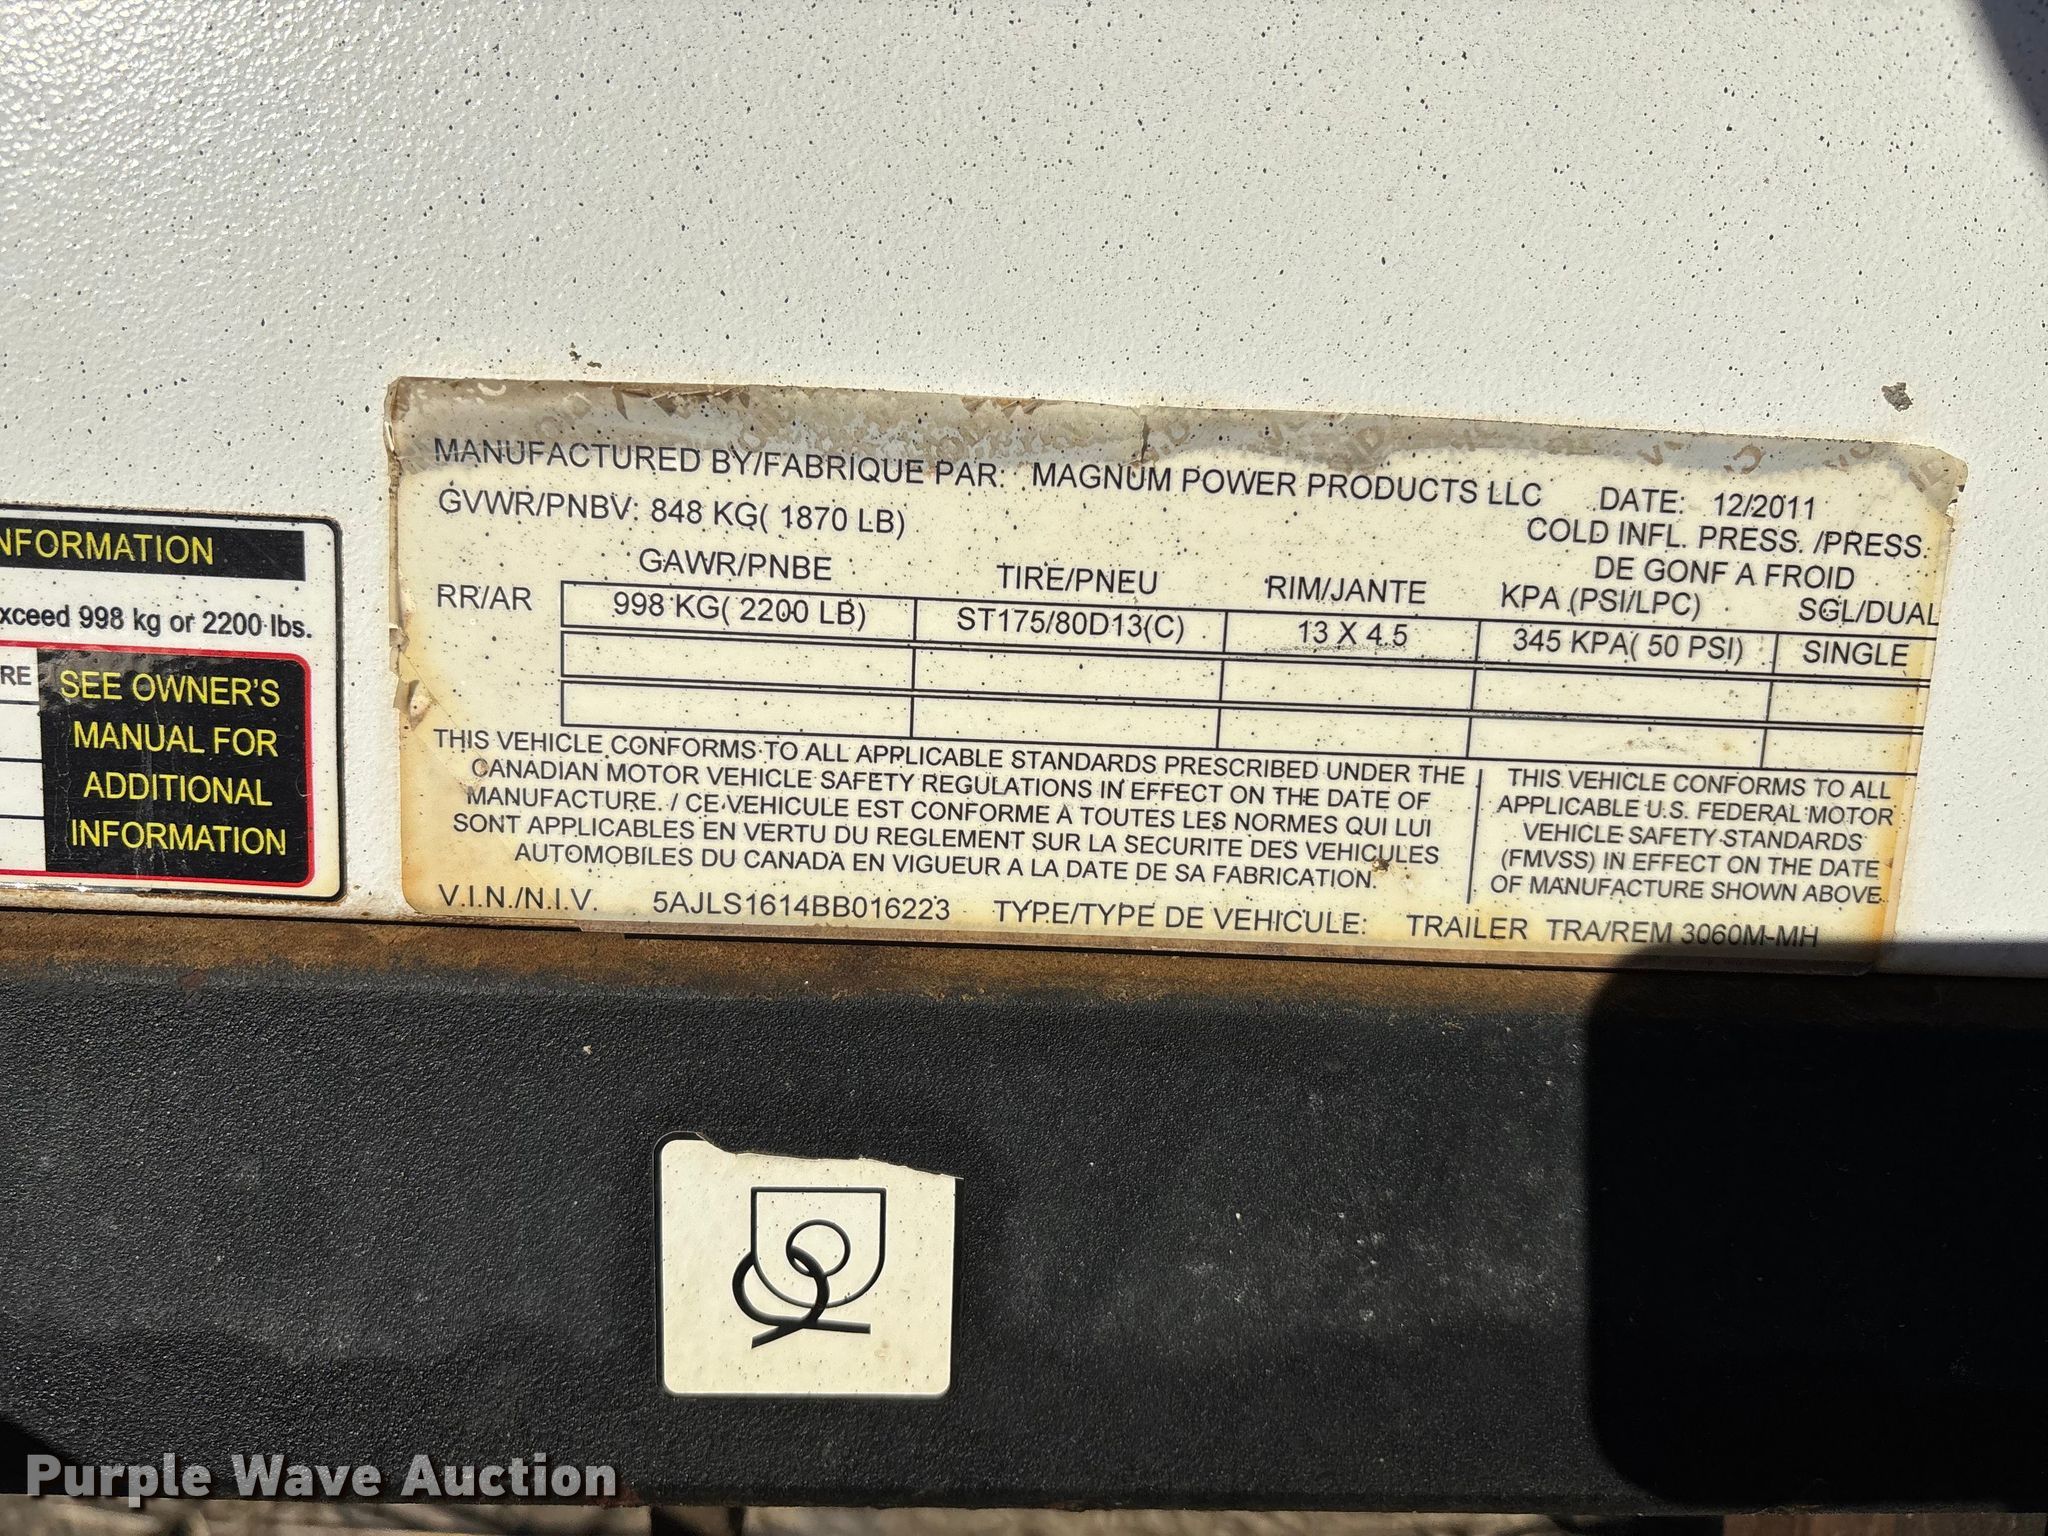 MANUFACTURED BY/FABRIQUE PAR: MAGNUM POWER PRODUCTS LLC DATE: 12/2011
GVWR/PNBV: 848 KG( 1870 LB)
COLD INFL. PRESS. /PRESS.
DE GONF A FROID
GAWR/PNBE TIRE/PNEU RIM/JANTE KPA (PSI/LPC) SGL/DUAL
RR/AR 998 KG( 2200 LB) ST175/80D13(C) 13 X 4.5 345 KPA( 50 PSI) SINGLE
THIS VEHICLE CONFORMS TO ALL APPLICABLE STANDARDS PRESCRIBED UNDER THE
CANADIAN MOTOR VEHICLE SAFETY REGULATIONS IN EFFECT ON THE DATE OF
MANUFACTURE. / CE VEHICULE EST CONFORME A TOUTES LES NORMES QUI LUI
SONT APPLICABLES EN VERTU DU REGLEMENT SUR LA SECURITE DES VEHICULES
AUTOMOBILES DU CANADA EN VIGUEUR A LA DATE DE SA FABRICATION.
THIS VEHICLE CONFORMS TO ALL
APPLICABLE U.S. FEDERAL MOTOR
VEHICLE SAFETY STANDARDS
(FMVSS) IN EFFECT ON THE DATE
OF MANUFACTURE SHOWN ABOVE
V.I.N./N.I.V. 5AJLS1614BB016223 TYPE/TYPE DE VEHICULE: TRAILER TRA/REM 3060M-MH
NFORMATION
xceed 998 kg or 2200 lbs.
RE
SEE OWNER'S
MANUAL FOR
ADDITIONAL
INFORMATION
Purple Wave Auction